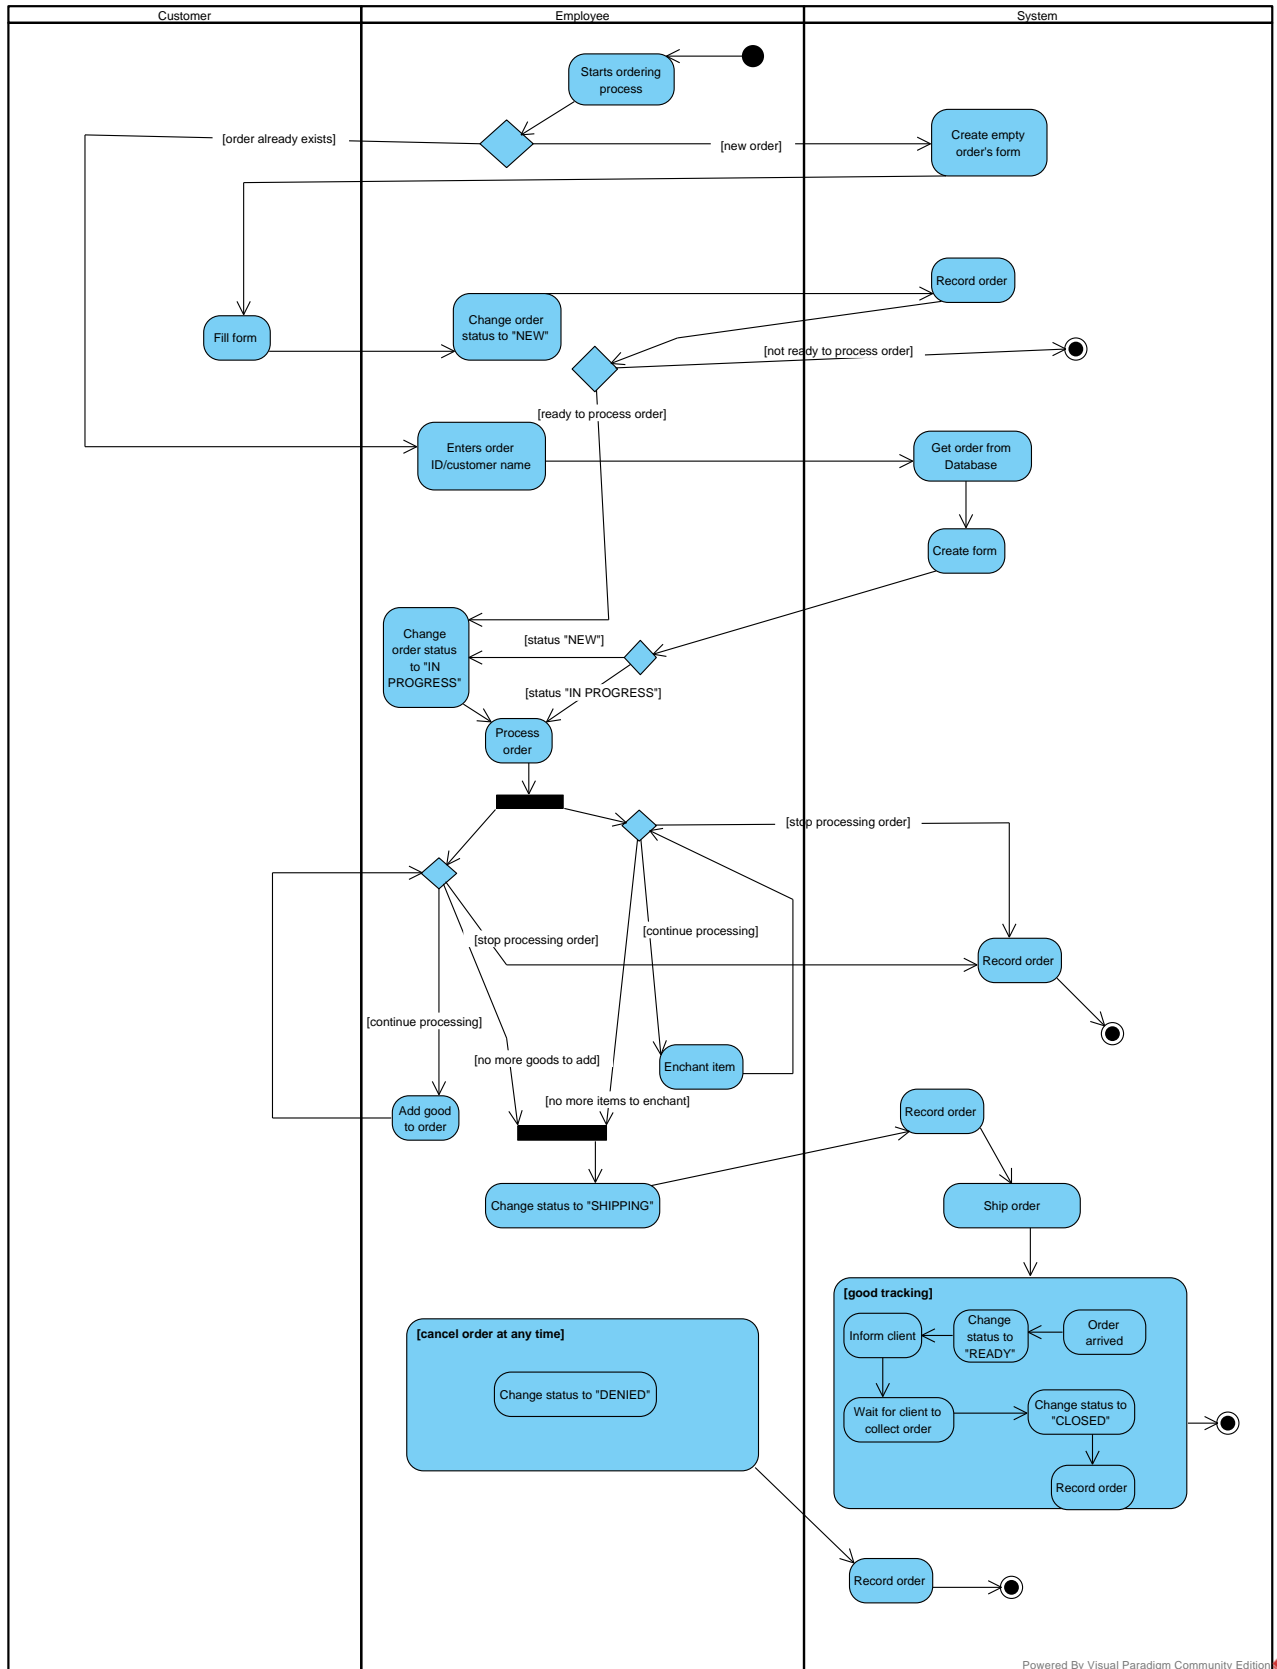 Customer
Employee
System
Starts ordering
process
[order already exists]
[new order]
Create empty
order's form
Record order
Fill form
Change order
status to "NEW"
[not ready to process order]
[ready to process order]
Enters order
ID/customer name
Get order from
Database
Create form
Change
order status
to "IN
PROGRESS"
[status "NEW"]
[status "IN PROGRESS"]
Process
order
[stop processing order]
[continue processing]
[stop processing order]
Record order
[continue processing]
[no more goods to add]
Enchant item
[no more items to enchant]
Add good
to order
Record order
Change status to "SHIPPING"
Ship order
[good tracking]
Inform client
Change
status to
"READY"
Order
arrived
[cancel order at any time]
Change status to "DENIED"
Wait for client to
collect order
Change status to
"CLOSED"
Record order
Record order
Powered By Visual Paradigm Community Edition